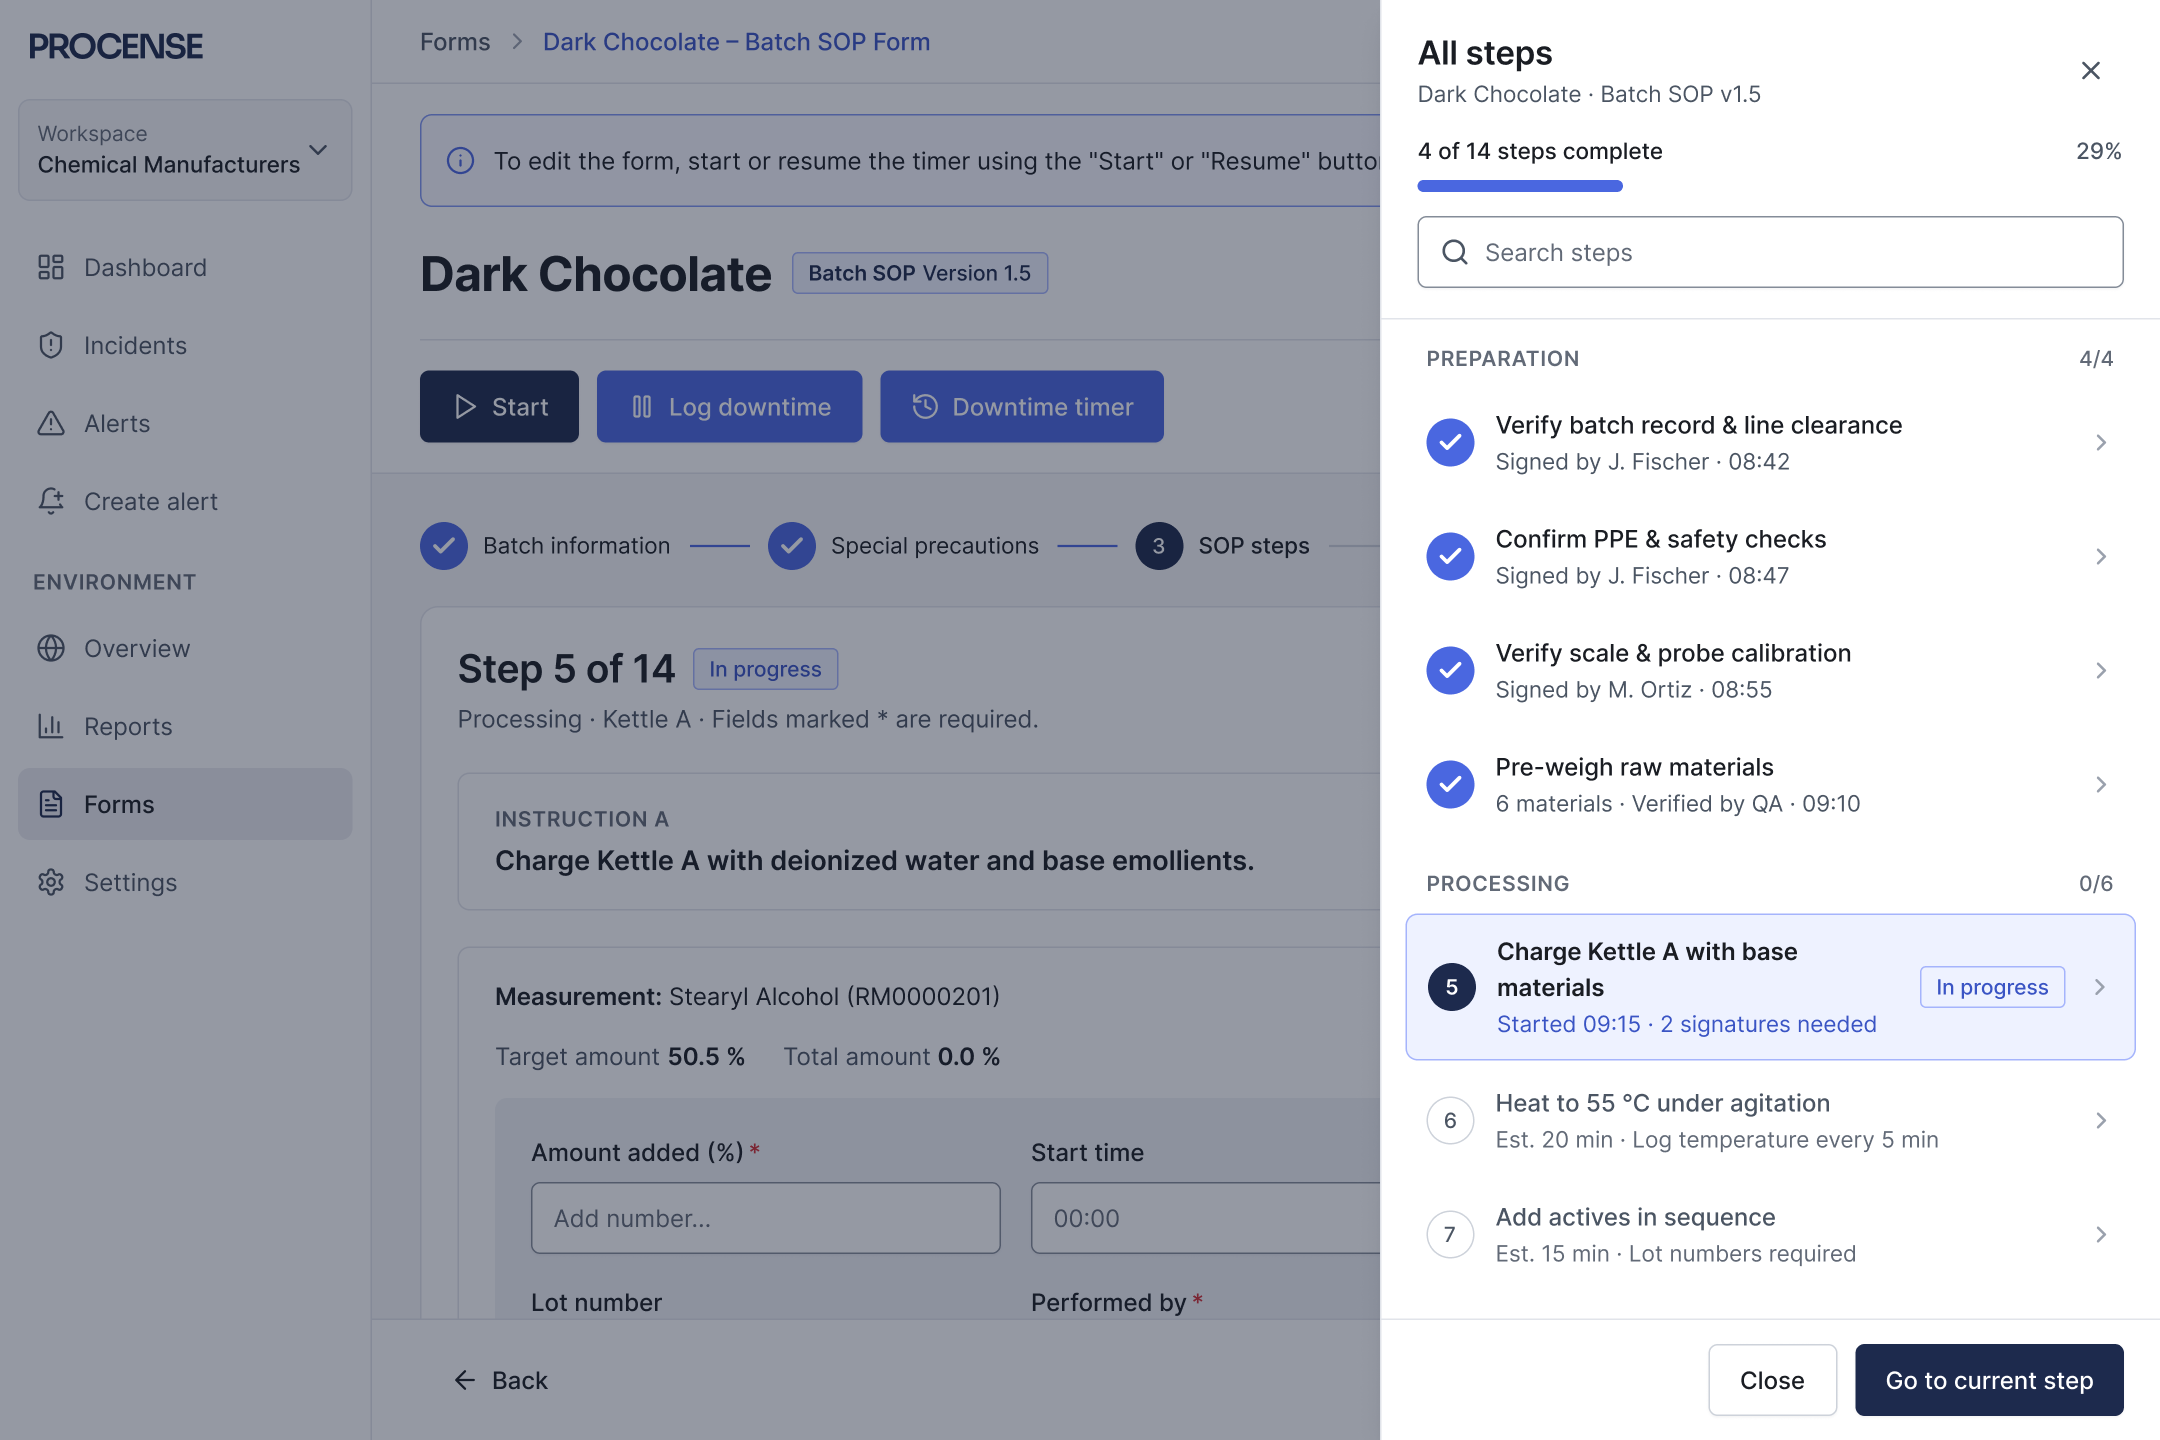 PROCENSE
Workspace
Chemical Manufacturers
Dashboard
Incidents
Alerts
Create alert
ENVIRONMENT
Overview
Reports
Forms
Settings
Forms
Dark Chocolate – Batch SOP Form
To edit the form, start or resume the timer using the "Start" or "Resume" butto
Dark Chocolate
Batch SOP Version 1.5
Start
Log downtime
Downtime timer
Batch information
Special precautions
3
SOP steps
Step 5 of 14
In progress
Processing · Kettle A · Fields marked * are required.
INSTRUCTION A
Charge Kettle A with deionized water and base emollients.
Measurement: Stearyl Alcohol (RM0000201)
Target amount 50.5 %
Total amount 0.0 %
Amount added (%) *
Add number...
Start time
00:00
Lot number
Performed by *
Back
All steps
Dark Chocolate · Batch SOP v1.5
4 of 14 steps complete
29%
Search steps
PREPARATION
4/4
Verify batch record & line clearance
Signed by J. Fischer · 08:42
Confirm PPE & safety checks
Signed by J. Fischer · 08:47
Verify scale & probe calibration
Signed by M. Ortiz · 08:55
Pre-weigh raw materials
6 materials · Verified by QA · 09:10
PROCESSING
0/6
5
Charge Kettle A with base
materials
Started 09:15 · 2 signatures needed
In progress
6
Heat to 55 °C under agitation
Est. 20 min · Log temperature every 5 min
7
Add actives in sequence
Est. 15 min · Lot numbers required
Close
Go to current step